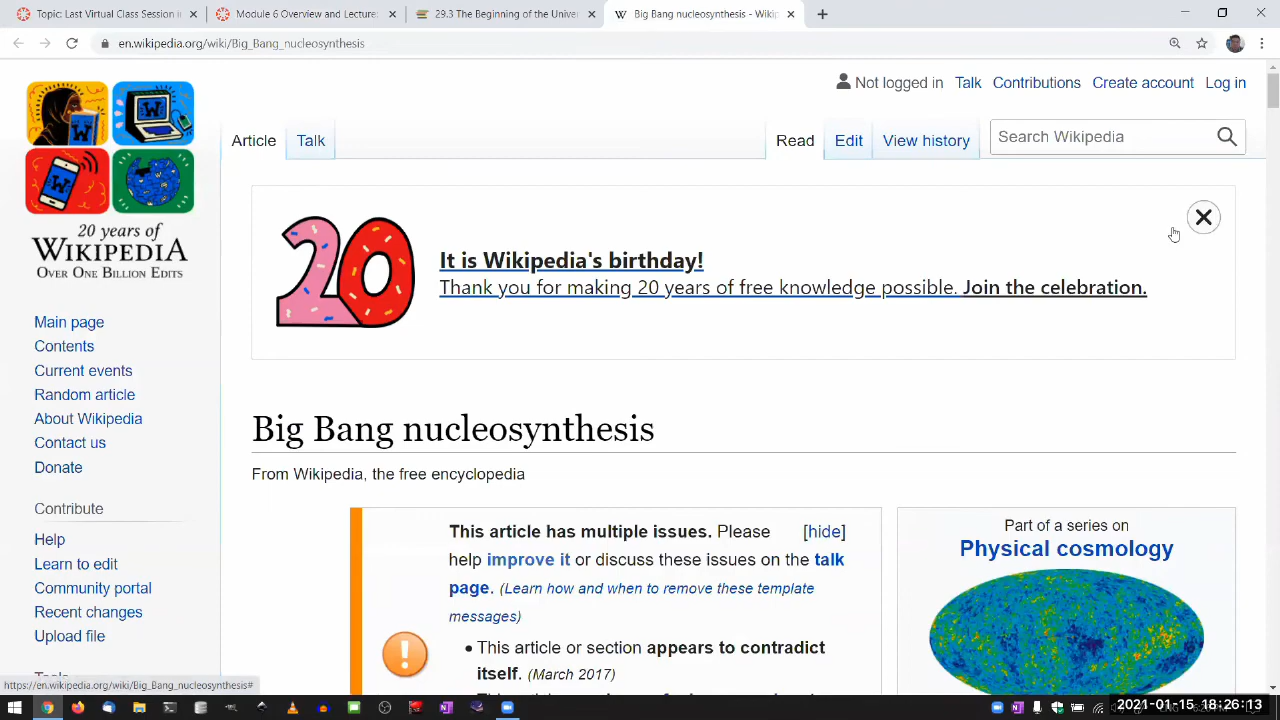 Topic: Last Virtual Class Session i
Module 6 Overview and Lecture
29.3 The Beginning of the Univer
Big Bang nucleosynthesis - Wikip
en.wikipedia.org/wiki/Big_Bang_nucleosynthesis
Not logged in Talk Contributions Create account Log in
Article Talk Read Edit View history Search Wikipedia
20 years of
WIKIPEDIA
OVER ONE BILLION EDITS
20
It is Wikipedia's birthday!
Thank you for making 20 years of free knowledge possible. Join the celebration.
Main page
Contents
Current events
Random article
About Wikipedia
Contact us
Donate
Contribute
Help
Learn to edit
Community portal
Recent changes
Upload file
Tools
Big Bang nucleosynthesis
From Wikipedia, the free encyclopedia
This article has multiple issues. Please [hide]
help improve it or discuss these issues on the talk
page. (Learn how and when to remove these template
messages)
• This article or section appears to contradict
itself. (March 2017)
Part of a series on
Physical cosmology
https://en.wikipedia.org/wiki/Big_Bang_nucleosynthesis#
2021-01-15 18:26:13